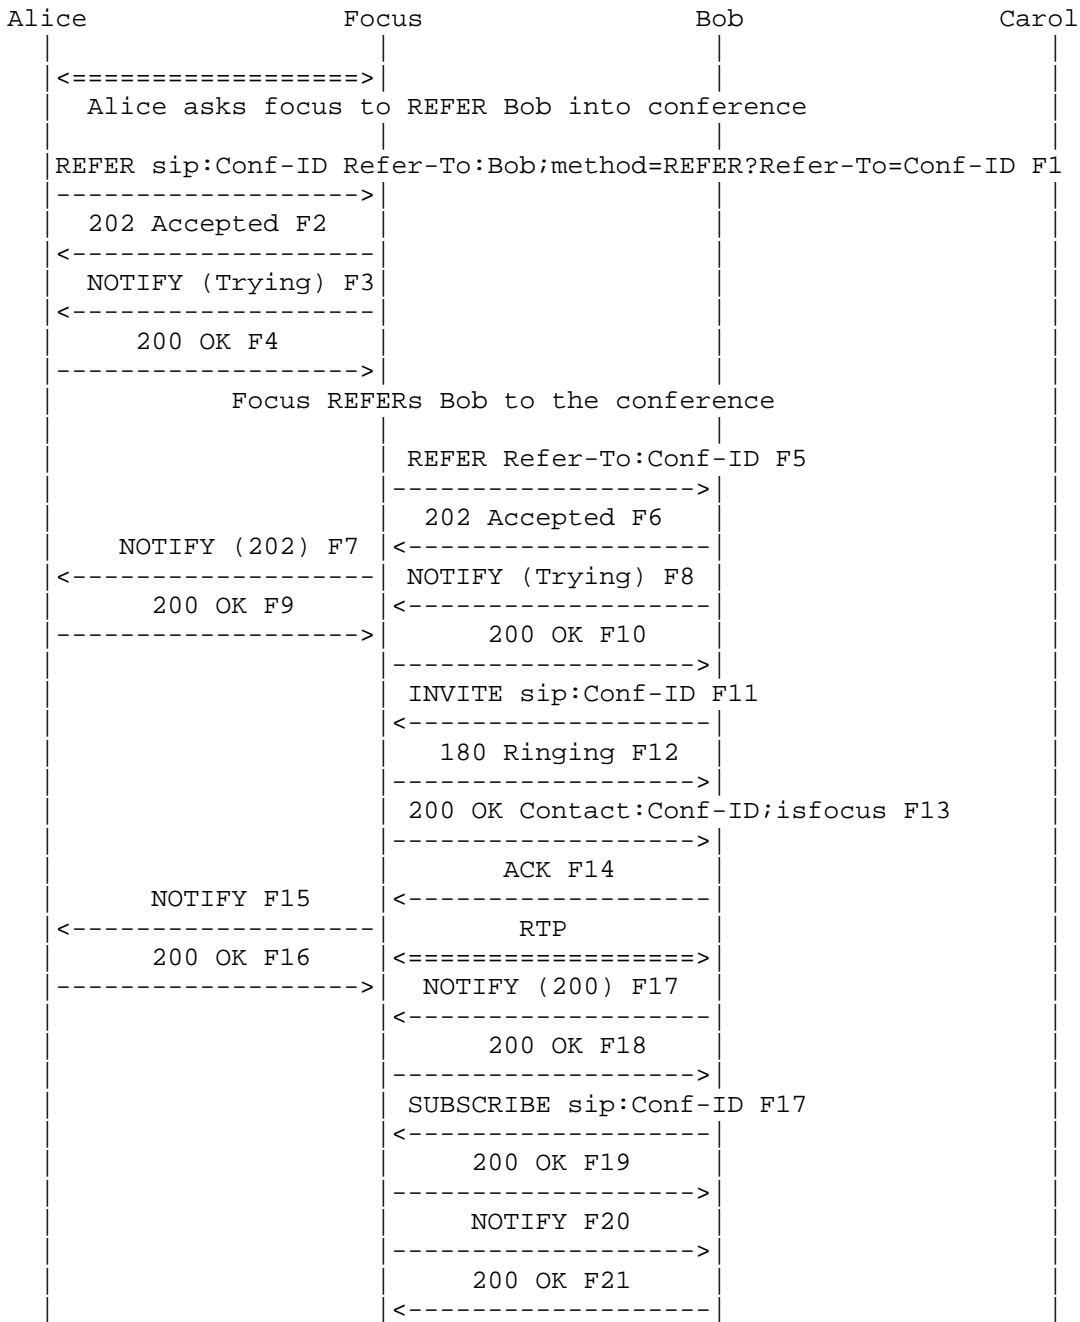 Alice                Focus                 Bob                  Carol
  |                    |                    |                    |
  |<==================>|                    |                    |
  |  Alice asks focus to REFER Bob into conference               |
  |                    |                    |                    |
  |REFER sip:Conf-ID Refer-To:Bob;method=REFER?Refer-To=Conf-ID F1
  |------------------->|                    |                    |
  |  202 Accepted F2   |                    |                    |
  |<-------------------|                    |                    |
  |  NOTIFY (Trying) F3|                    |                    |
  |<-------------------|                    |                    |
  |     200 OK F4      |                    |                    |
  |------------------->|                    |                    |
  |           Focus REFERs Bob to the conference                 |
  |                    |                    |                    |
  |                    | REFER Refer-To:Conf-ID F5               |
  |                    |------------------->|                    |
  |                    |  202 Accepted F6   |                    |
  |    NOTIFY (202) F7 |<-------------------|                    |
  |<-------------------| NOTIFY (Trying) F8 |                    |
  |      200 OK F9     |<-------------------|                    |
  |------------------->|      200 OK F10    |                    |
  |                    |------------------->|                    |
  |                    | INVITE sip:Conf-ID F11                  |
  |                    |<-------------------|                    |
  |                    |   180 Ringing F12  |                    |
  |                    |------------------->|                    |
  |                    | 200 OK Contact:Conf-ID;isfocus F13      |
  |                    |------------------->|                    |
  |                    |       ACK F14      |                    |
  |      NOTIFY F15    |<-------------------|                    |
  |<-------------------|        RTP         |                    |
  |      200 OK F16    |<==================>|                    |
  |------------------->|  NOTIFY (200) F17  |                    |
  |                    |<-------------------|                    |
  |                    |      200 OK F18    |                    |
  |                    |------------------->|                    |
  |                    | SUBSCRIBE sip:Conf-ID F17               |
  |                    |<-------------------|                    |
  |                    |     200 OK F19     |                    |
  |                    |------------------->|                    |
  |                    |     NOTIFY F20     |                    |
  |                    |------------------->|                    |
  |                    |     200 OK F21     |                    |
  |                    |<-------------------|                    |